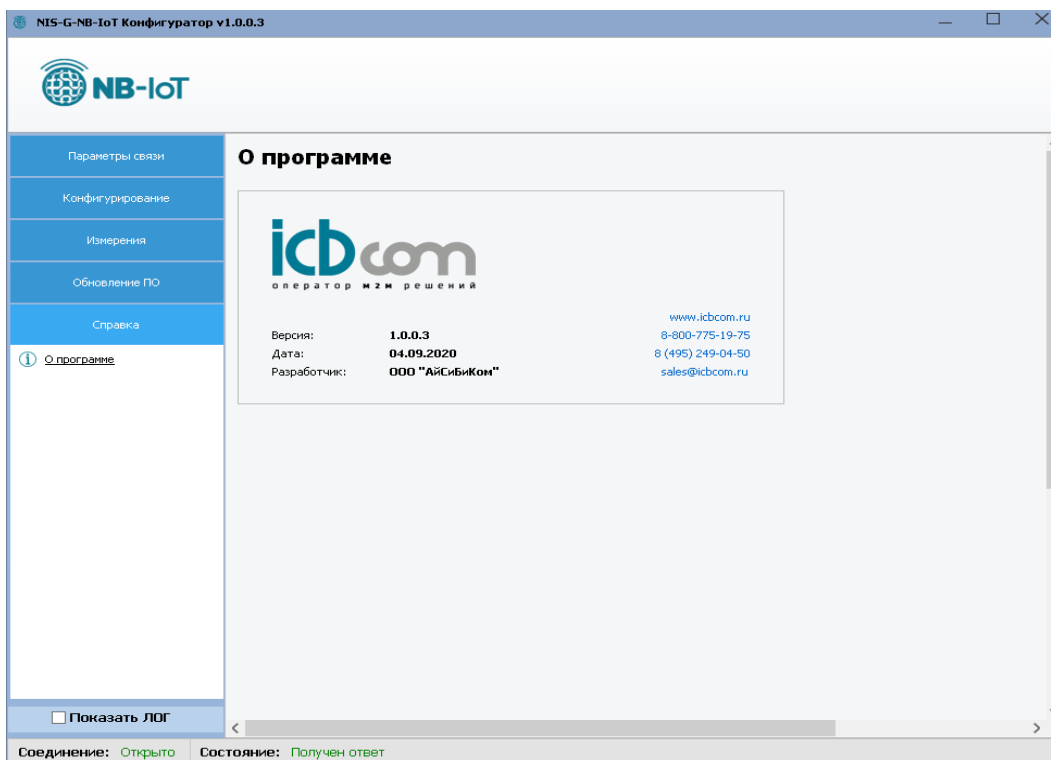 NIS-G-NB-IoT Конфигуратор v1.0.0.3
NB-IoT
Параметры связи
Конфигурирование
Измерения
Обновление ПО
Справка
О программе
О программе
icbcom
оператор м2м решений
www.icbcom.ru
Версия: 1.0.0.3 8-800-775-19-75
Дата: 04.09.2020 8 (495) 249-04-50
Разработчик: ООО "АйСиБиКом" sales@icbcom.ru
Показать ЛОГ
Соединение: Открыто Состояние: Получен ответ